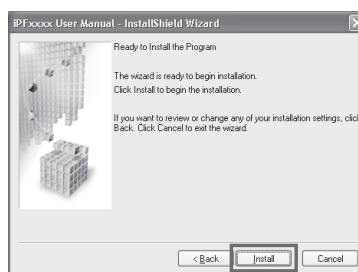 iPFxxxx User Manual - InstallShield Wizard
Ready to Install the Program
The wizard is ready to begin installation.
Click Install to begin the installation.
If you want to review or change any of your installation settings, clic
Back. Click Cancel to exit the wizard.
< Back
Install
Cancel